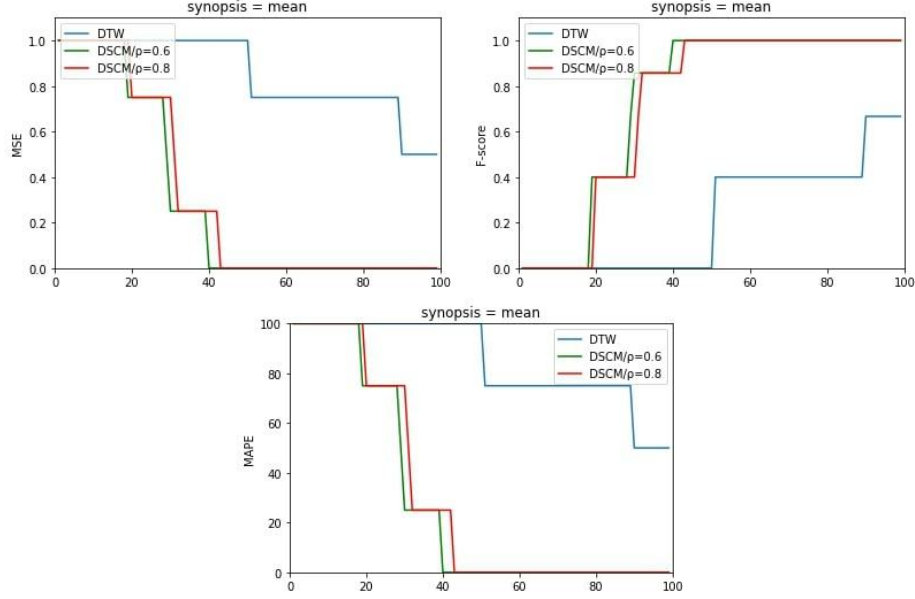 synopsis = mean
DTW
DSCM/ρ=0.6
DSCM/ρ=0.8
MSE
1.0
0.8
0.6
0.4
0.2
0.0
0 20 40 60 80 100
synopsis = mean
DTW
DSCM/ρ=0.6
DSCM/ρ=0.8
F-score
1.0
0.8
0.6
0.4
0.2
0.0
0 20 40 60 80 100
synopsis = mean
DTW
DSCM/ρ=0.6
DSCM/ρ=0.8
MAPE
100
80
60
40
20
0
0 20 40 60 80 100